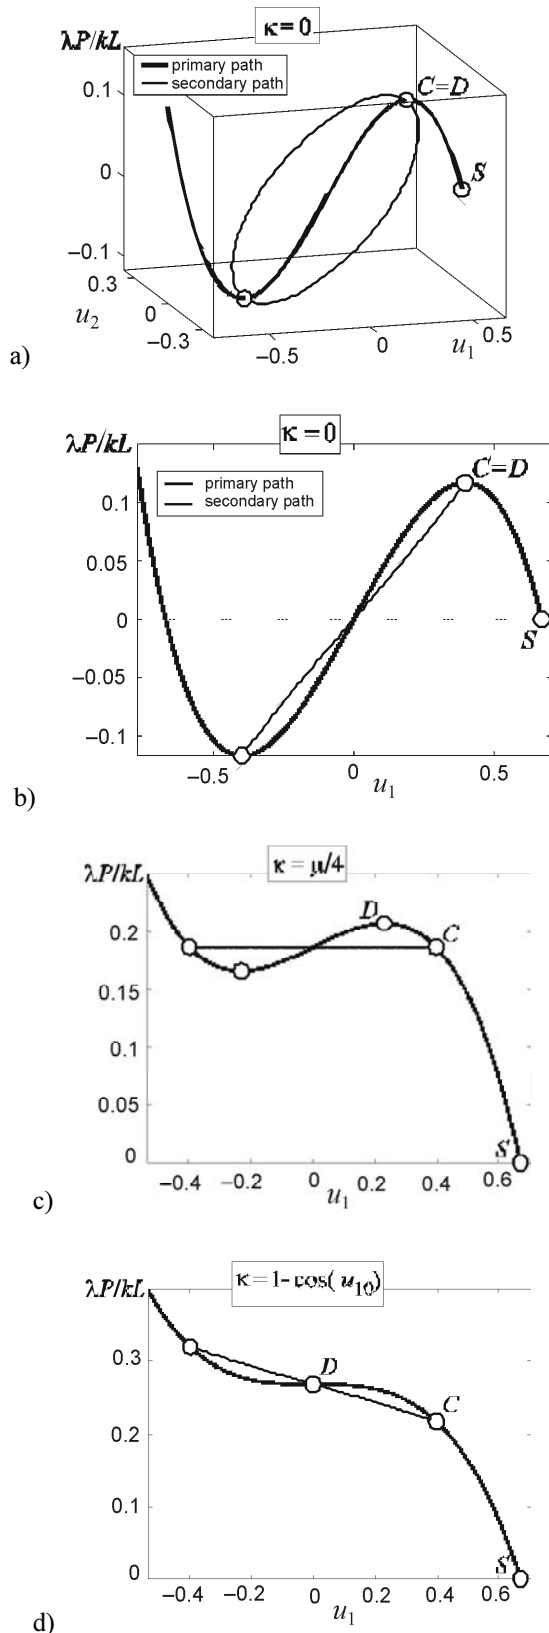 λP/kL
κ = 0
primary path
secondary path
C=D
S
0.1
0
−0.1
0.3
0
−0.3
u2
−0.5
0
0.5
u1
a)
λP/kL
κ = 0
primary path
secondary path
C=D
0.1
0.05
0
−0.05
−0.1
S
−0.5
0
0.5
u1
b)
κ = μ/4
λP/kL
D
C
0.2
0.15
0.1
0.05
0
S
−0.4
−0.2
0
0.2
0.4
0.6
u1
c)
κ = 1- cos( u10)
λP/kL
D
C
0.3
0.2
0.1
0
S
−0.4
−0.2
0
0.2
0.4
0.6
u1
d)